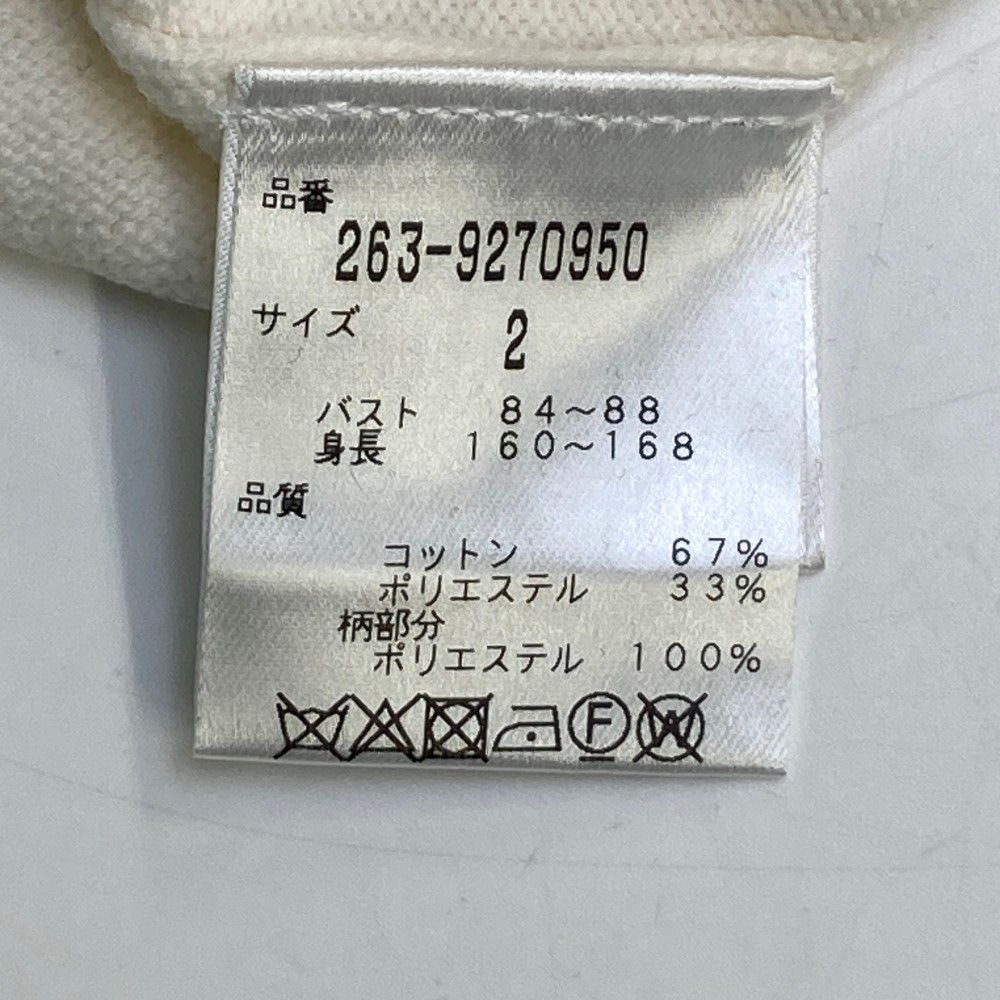 品番
263-9270950
サイズ 2
バスト 84～88
身長 160～168
品質
コットン 67%
ポリエステル 33%
柄部分
ポリエステル 100%
F W